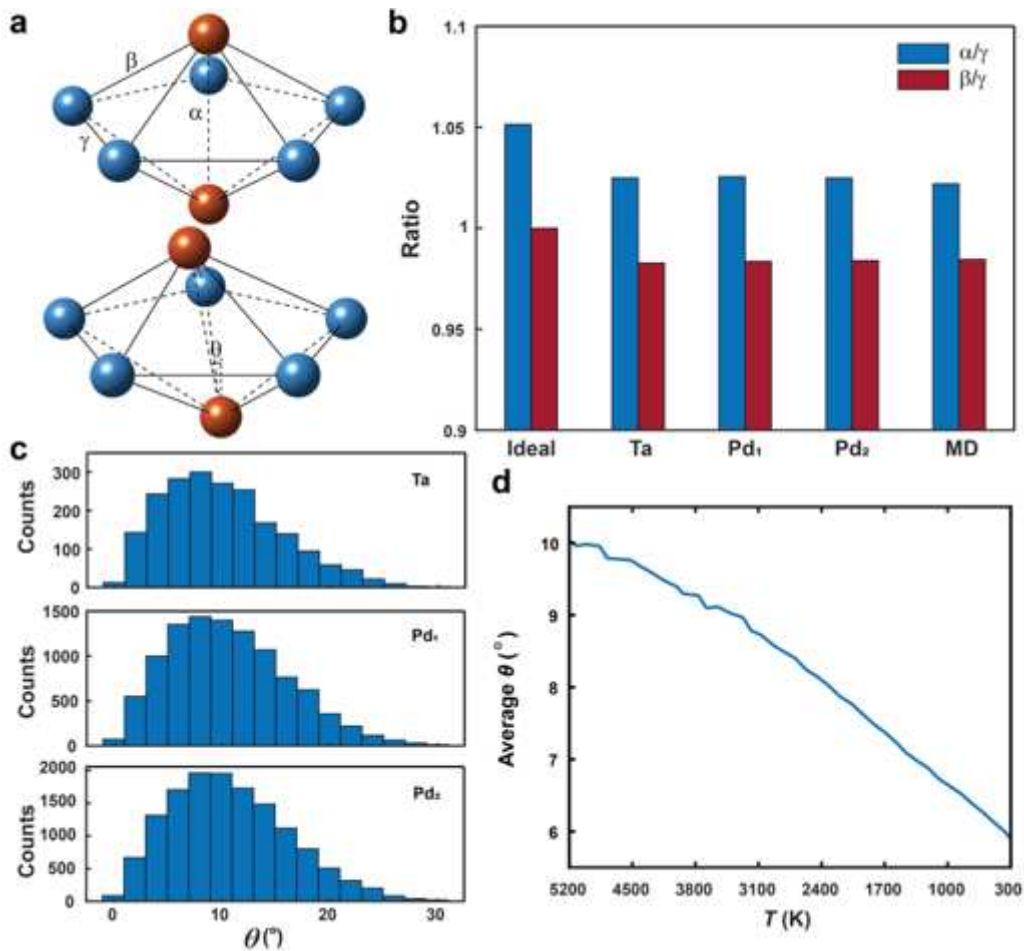 a
β
α
γ
θ
b
1.1
1.05
1
0.95
0.9
Ratio
α/γ
β/γ
Ideal Ta Pd₁ Pd₂ MD
c
300
200
100
0
Counts
Ta
1500
1000
500
0
Counts
Pd₁
2000
1500
1000
500
0
Counts
Pd₂
0 10 20 30
θ (°)
d
10
9
8
7
6
Average θ (°)
5200 4500 3800 3100 2400 1700 1000 300
T (K)